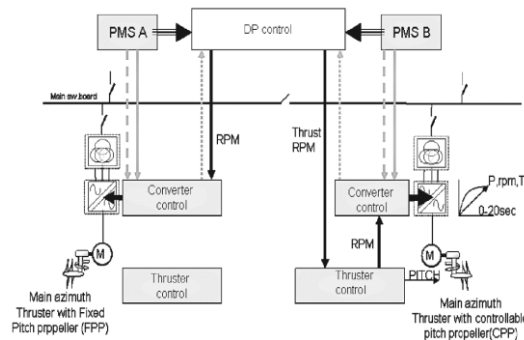 PMS A
DP control
PMS B
Main sw.board
RPM
Thrust
RPM
Converter
control
Converter
control
P,rpm,T
0-20sec
RPM
M
M
Thruster
control
Thruster
control
PITCH
Main azimuth
Thruster with Fixed
Pitch prppeller (FPP)
Main azimuth
Thruster with controllable
pitch propeller(CPP)